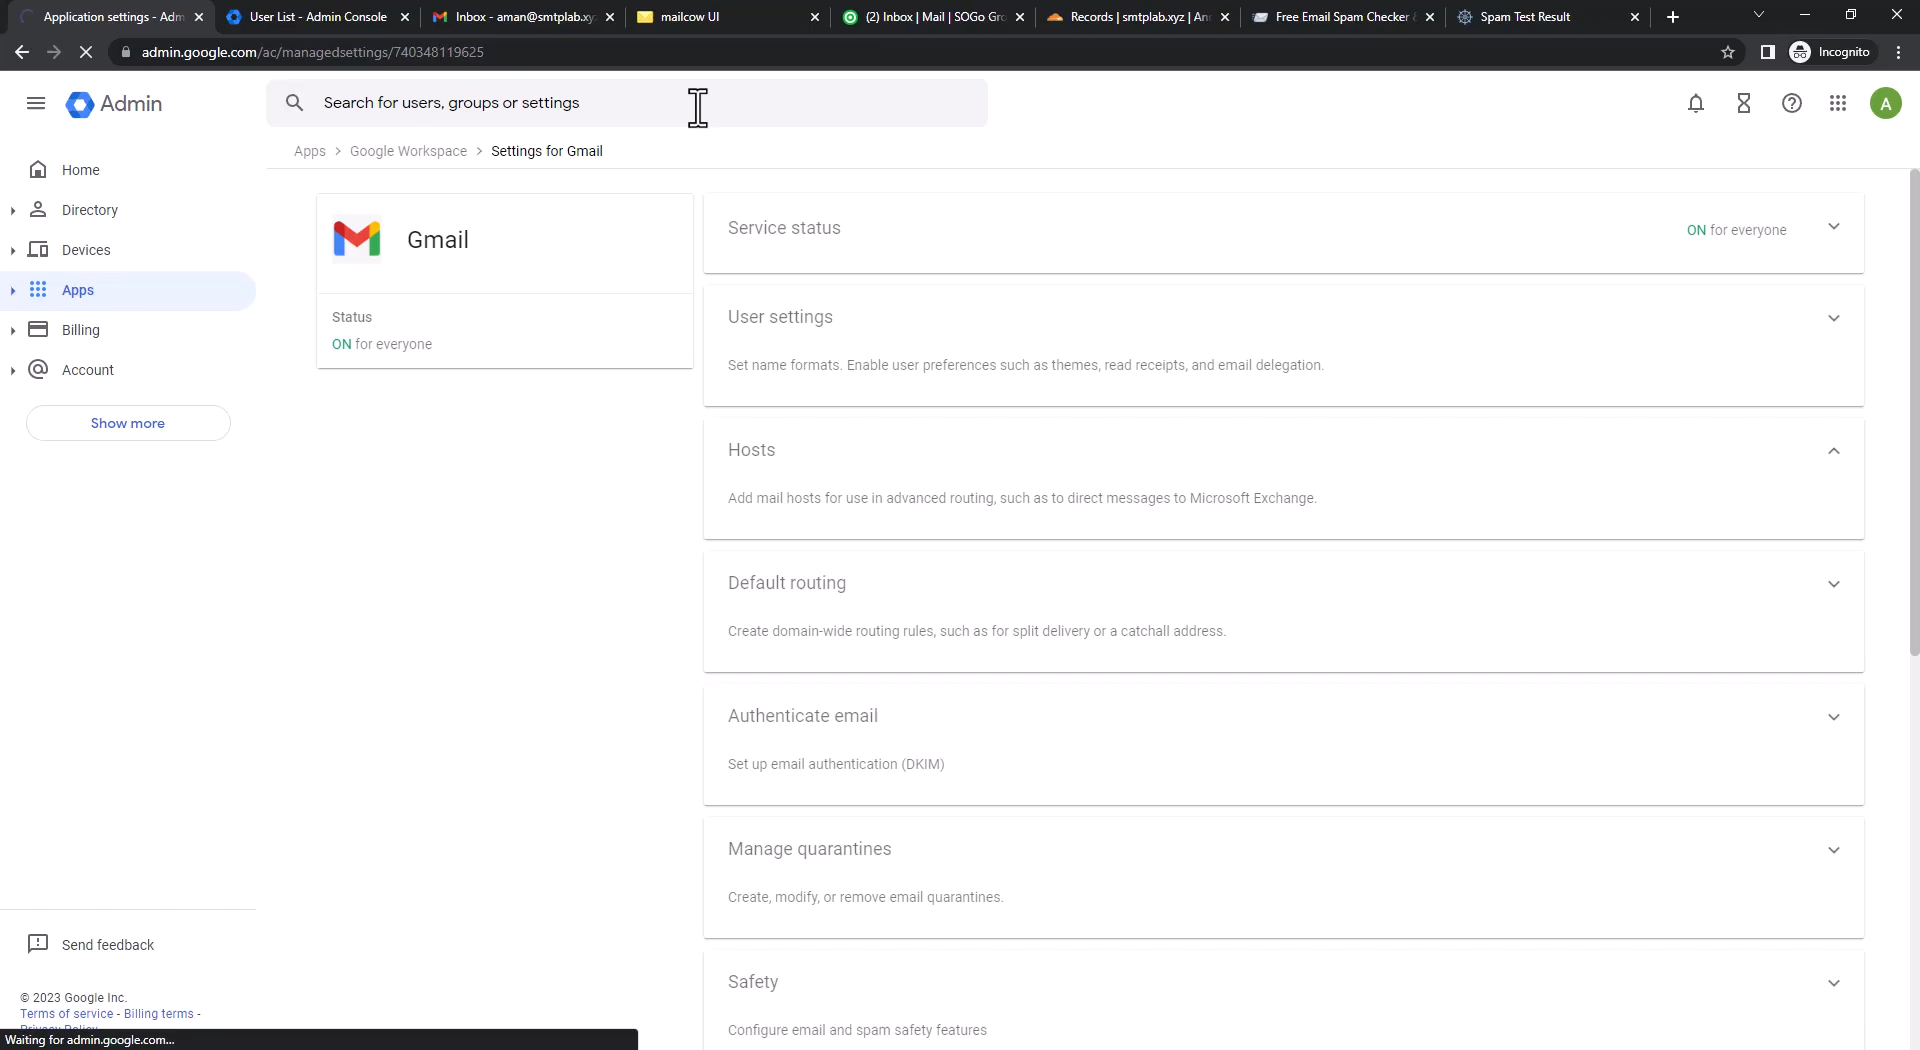 Application settings - Adm
User List - Admin Console
Inbox - aman@smtplab.xy
mailcow UI
(2) Inbox | Mail | SOGo Gro
Records | smtplab.xyz | An
Free Email Spam Checker &
Spam Test Result
admin.google.com/ac/managedsettings/740348119625
Incognito
Admin
Search for users, groups or settings
A
Apps > Google Workspace > Settings for Gmail
Home
Directory
Devices
Apps
Billing
Account
Show more
Gmail
Status
ON for everyone
Service status
ON for everyone
User settings
Set name formats. Enable user preferences such as themes, read receipts, and email delegation.
Hosts
Add mail hosts for use in advanced routing, such as to direct messages to Microsoft Exchange.
Default routing
Create domain-wide routing rules, such as for split delivery or a catchall address.
Authenticate email
Set up email authentication (DKIM)
Manage quarantines
Create, modify, or remove email quarantines.
Safety
Configure email and spam safety features
Send feedback
© 2023 Google Inc.
Terms of service - Billing terms -
Privacy Policy
Waiting for admin.google.com...